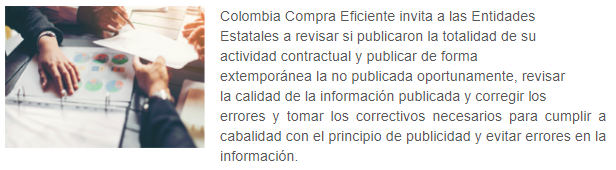 Colombia Compra Eficiente invita a las Entidades
Estatales a revisar si publicaron la totalidad de su
actividad contractual y publicar de forma
extemporánea la no publicada oportunamente, revisar
la calidad de la información publicada y corregir los
errores y tomar los correctivos necesarios para cumplir a
cabalidad con el principio de publicidad y evitar errores en la
información.